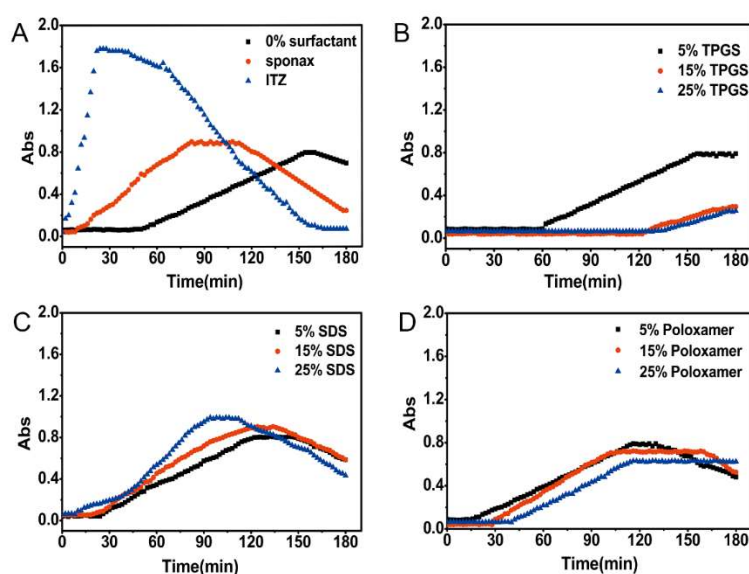 A
0% surfactant
sponax
ITZ
2.0
1.6
1.2
0.8
0.4
0.0
Abs
0 30 60 90 120 150 180
Time(min)
B
5% TPGS
15% TPGS
25% TPGS
2.0
1.6
1.2
0.8
0.4
0.0
Abs
0 30 60 90 120 150 180
Time(min)
C
5% SDS
15% SDS
25% SDS
2.0
1.6
1.2
0.8
0.4
0.0
Abs
0 30 60 90 120 150 180
Time(min)
D
5% Poloxamer
15% Poloxamer
25% Poloxamer
2.0
1.6
1.2
0.8
0.4
0.0
Abs
0 30 60 90 120 150 180
Time(min)